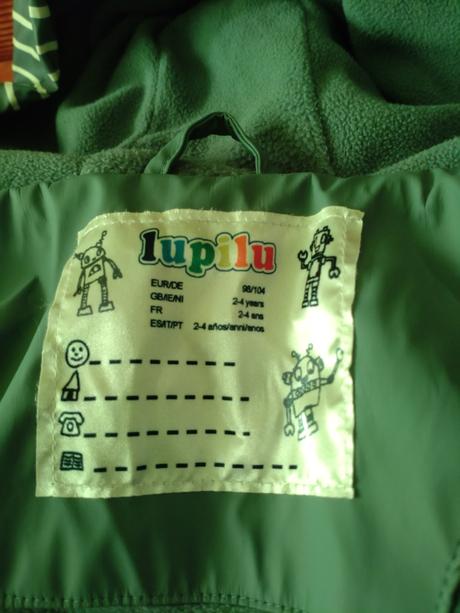 lupilu
EUR/DE 98/104
GB/IE/NI 2-4 years
FR 2-4 ans
ES/IT/PT 2-4 años/anni/anos